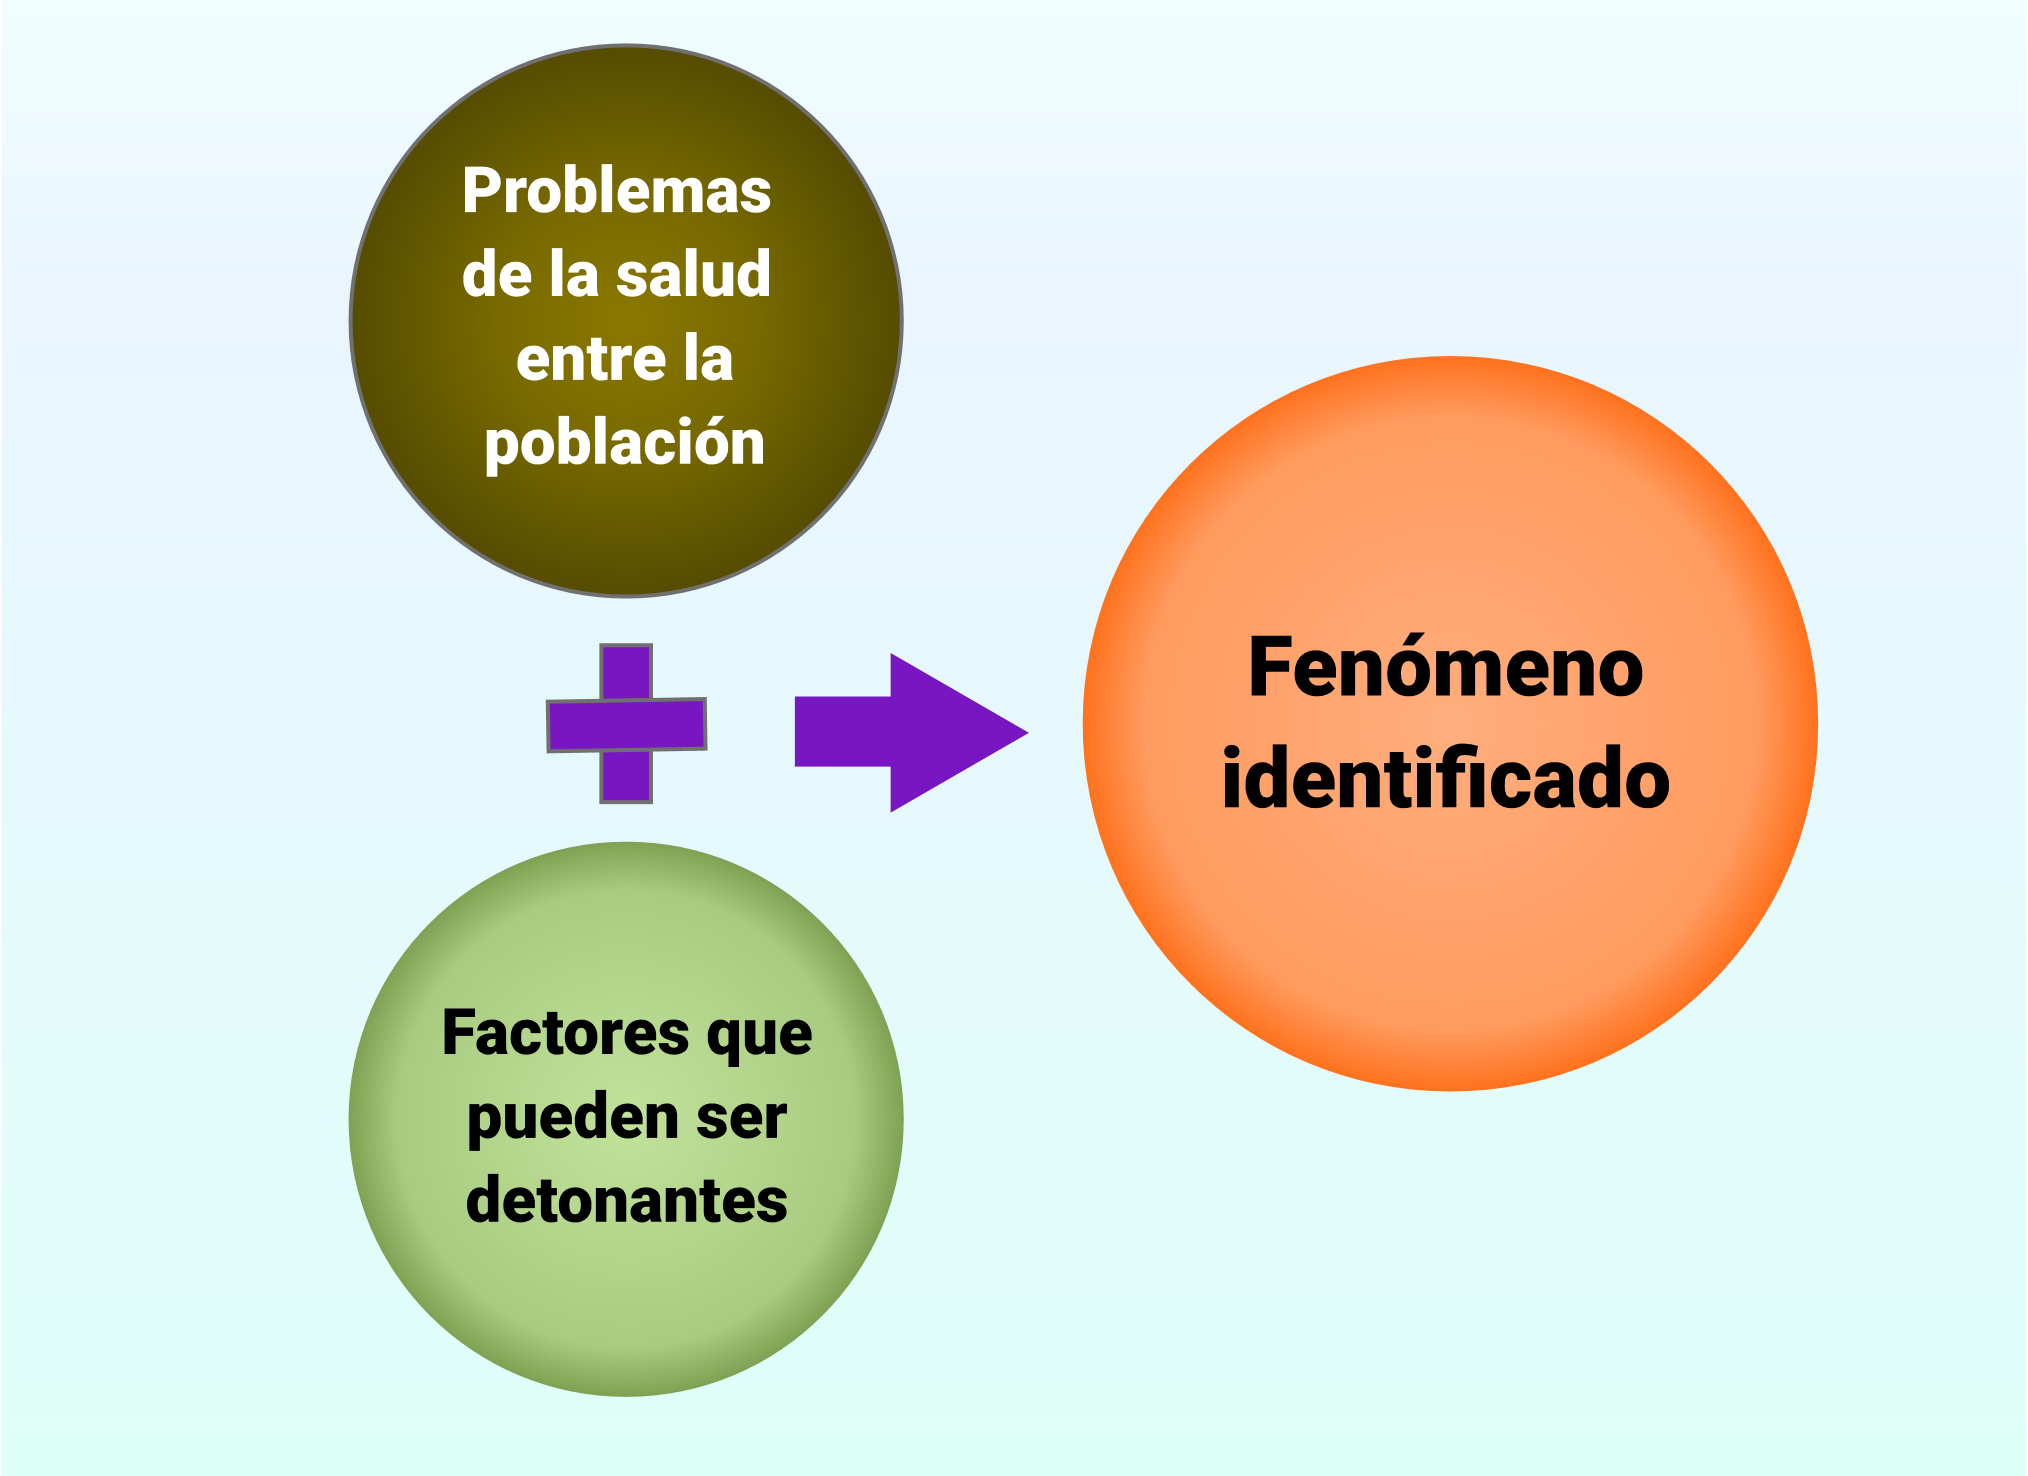 Problemas
de la salud
entre la
población
Factores que
pueden ser
detonantes
Fenómeno
identificado